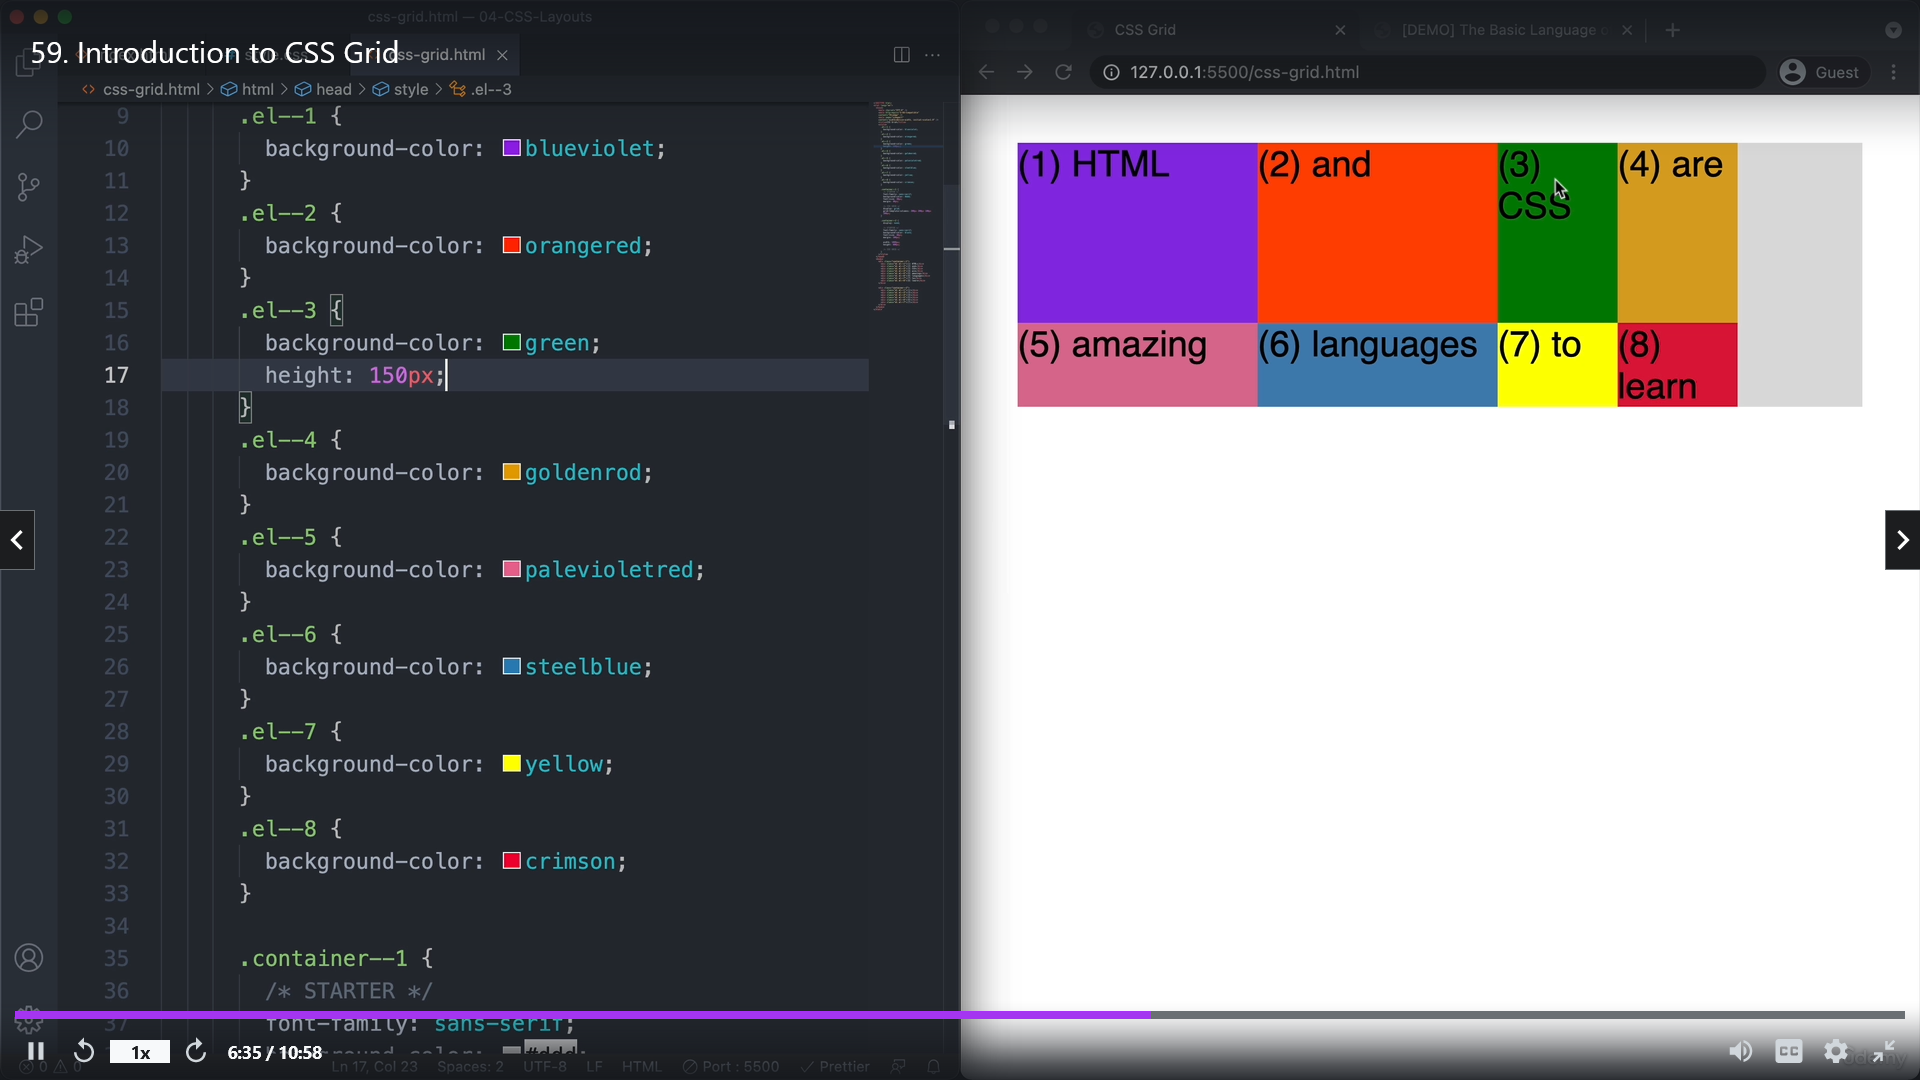 css-grid.html — 04-CSS-Layouts
59. Introduction to CSS Grid
css-grid.html
css-grid.html > html > head > style > .el--3
9 .el--1 {
10 background-color: blueviolet;
11 }
12 .el--2 {
13 background-color: orangered;
14 }
15 .el--3 {
16 background-color: green;
17 height: 150px;
18 }
19 .el--4 {
20 background-color: goldenrod;
21 }
22 .el--5 {
23 background-color: palevioletred;
24 }
25 .el--6 {
26 background-color: steelblue;
27 }
28 .el--7 {
29 background-color: yellow;
30 }
31 .el--8 {
32 background-color: crimson;
33 }
34
35 .container--1 {
36 /* STARTER */
37 font-family: sans-serif;
background-color: #ddd;
1x
6:35 / 10:58
0 0
Ln 17, Col 23 Spaces: 2 UTF-8 LF HTML Port : 5500 Prettier
CSS Grid
[DEMO] The Basic Language o
127.0.0.1:5500/css-grid.html
Guest
(1) HTML
(2) and
(3)
CSS
(4) are
(5) amazing
(6) languages
(7) to
(8)
learn
CC
udemy